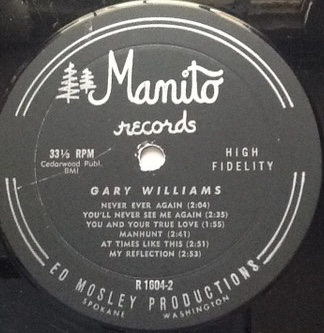 Manito
records
33⅓ RPM
Cedarwood Publ.
BMI
HIGH
FIDELITY
GARY WILLIAMS
NEVER EVER AGAIN (2:04)
YOU'LL NEVER SEE ME AGAIN (2:35)
YOU AND YOUR TRUE LOVE (1:55)
MANHUNT (2:41)
AT TIMES LIKE THIS (2:51)
MY REFLECTION (2:53)
R 1604-2
ED MOSLEY PRODUCTIONS
SPOKANE WASHINGTON